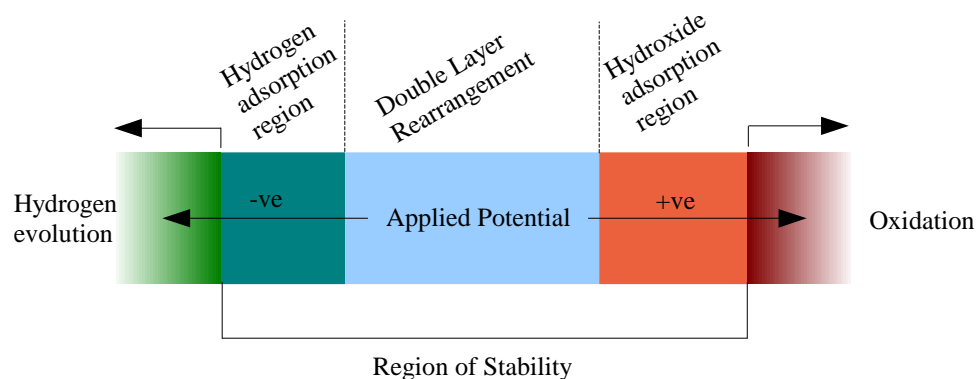 Hydrogen
adsorption
region
Double Layer
Rearrangement
Hydroxide
adsorption
region
Hydrogen
evolution
-ve
Applied Potential
+ve
Oxidation
Region of Stability